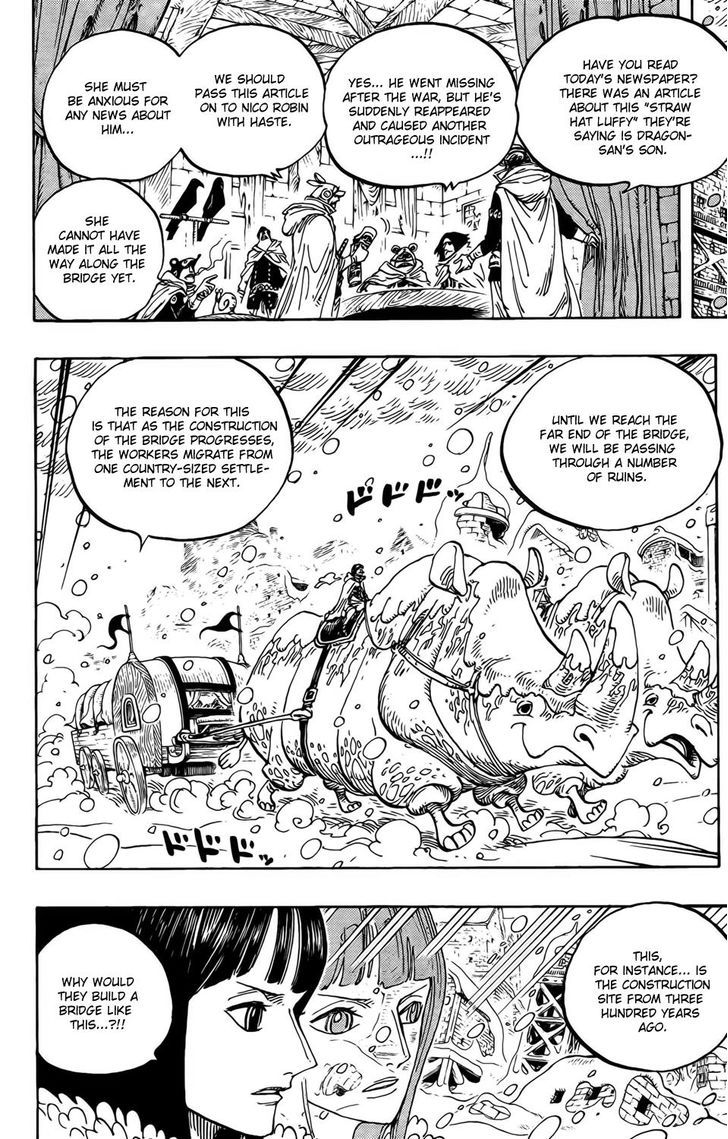 HAVE YOU READ
TODAY'S NEWSPAPER?
THERE WAS AN ARTICLE
ABOUT THIS "STRAW
HAT LUFFY" THEY'RE
SAYING IS DRAGON-
SAN'S SON.
YES... HE WENT MISSING
AFTER THE WAR, BUT HE'S
SUDDENLY REAPPEARED
AND CAUSED ANOTHER
OUTRAGEOUS INCIDENT
...!!
WE SHOULD
PASS THIS ARTICLE
ON TO NICO ROBIN
WITH HASTE.
SHE MUST
BE ANXIOUS FOR
ANY NEWS ABOUT
HIM...
SHE
CANNOT HAVE
MADE IT ALL THE
WAY ALONG THE
BRIDGE YET.
UNTIL WE REACH THE
FAR END OF THE BRIDGE,
WE WILL BE PASSING
THROUGH A NUMBER
OF RUINS.
THE REASON FOR THIS
IS THAT AS THE CONSTRUCTION
OF THE BRIDGE PROGRESSES,
THE WORKERS MIGRATE FROM
ONE COUNTRY-SIZED SETTLE-
MENT TO THE NEXT.
ドドドッ
ドドドッ
THIS,
FOR INSTANCE... IS
THE CONSTRUCTION
SITE FROM THREE
HUNDRED YEARS
AGO.
WHY WOULD
THEY BUILD A
BRIDGE LIKE
THIS...?!!